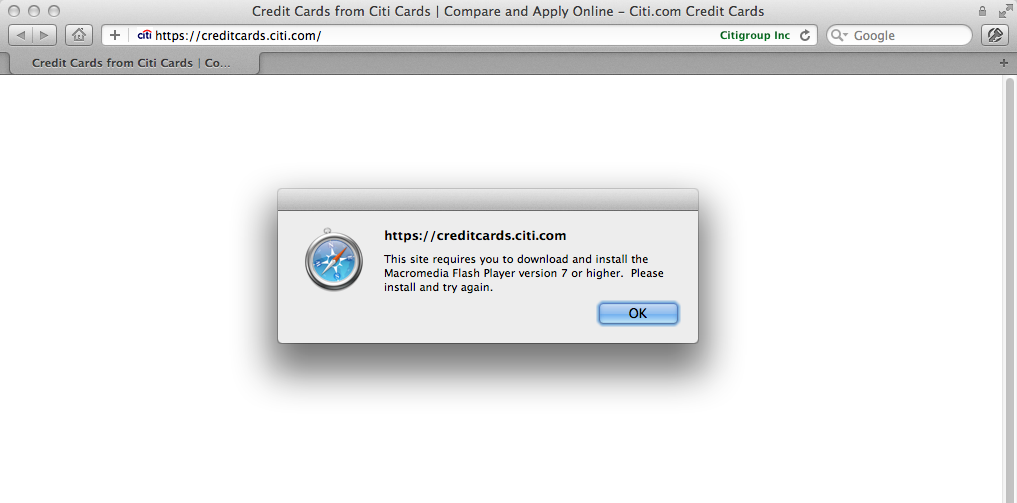 Credit Cards from Citi Cards | Compare and Apply Online – Citi.com Credit Cards
citi https://creditcards.citi.com/ Citigroup Inc Google
Credit Cards from Citi Cards | Co...
https://creditcards.citi.com
This site requires you to download and install the
Macromedia Flash Player version 7 or higher.  Please
install and try again.
OK